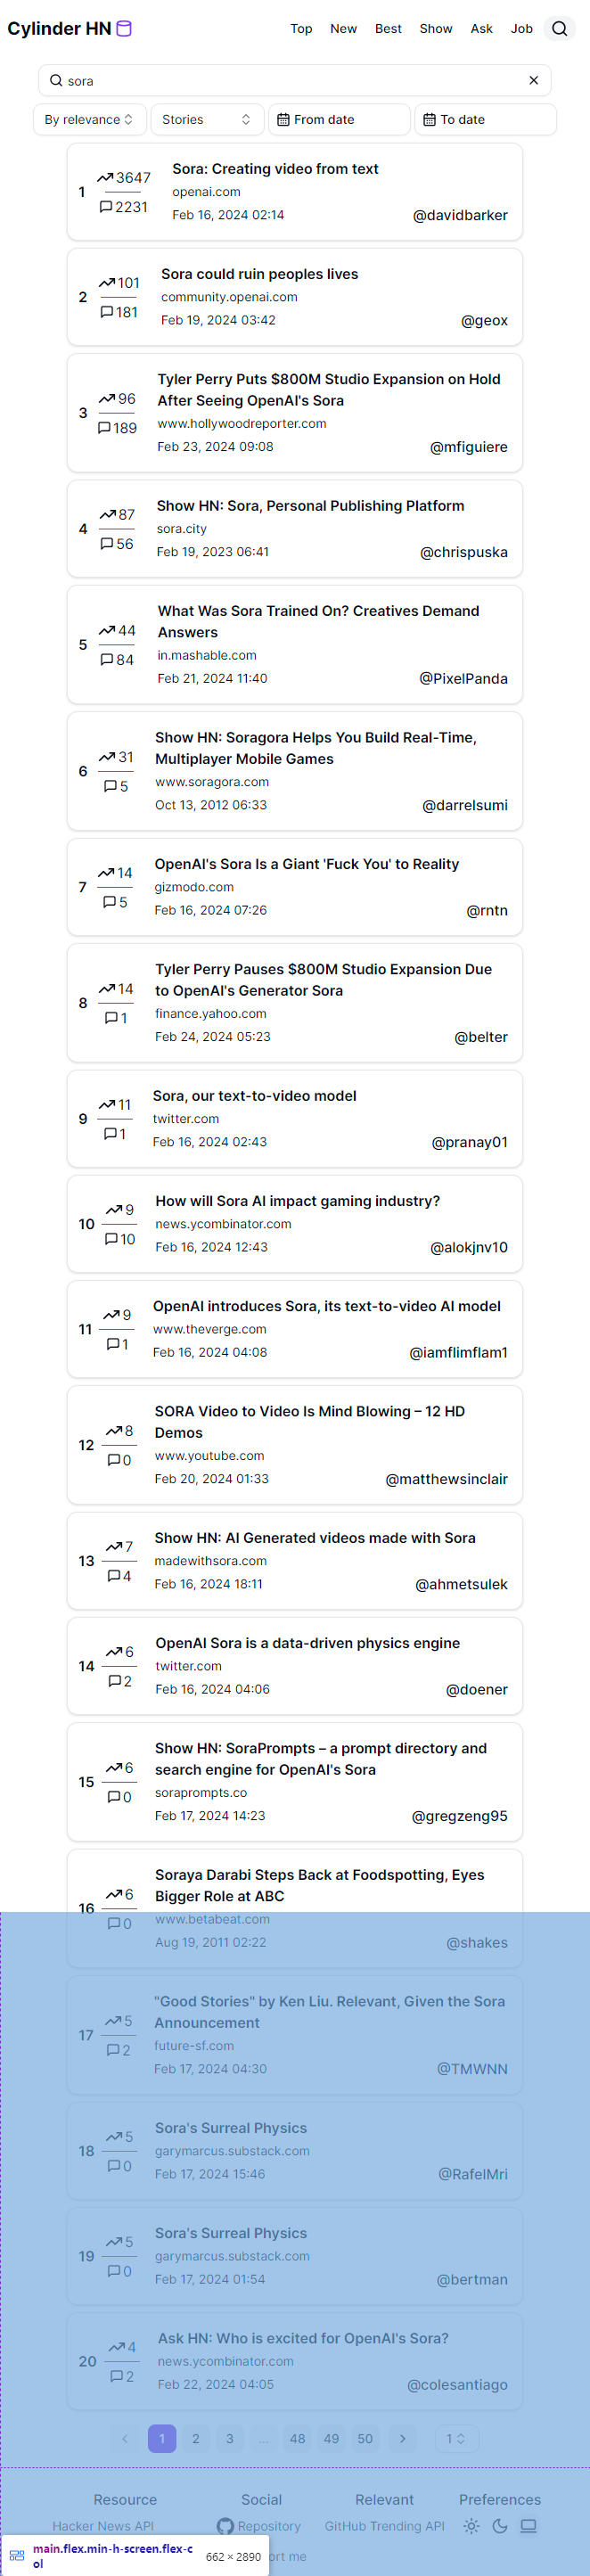 Cylinder HN
Top New Best Show Ask Job
sora
By relevance Stories From date To date
1
3647
2231
Sora: Creating video from text
openai.com
Feb 16, 2024 02:14 @davidbarker
2
101
181
Sora could ruin peoples lives
community.openai.com
Feb 19, 2024 03:42 @geox
3
96
189
Tyler Perry Puts $800M Studio Expansion on Hold
After Seeing OpenAI's Sora
www.hollywoodreporter.com
Feb 23, 2024 09:08 @mfiguiere
4
87
56
Show HN: Sora, Personal Publishing Platform
sora.city
Feb 19, 2023 06:41 @chrispuska
5
44
84
What Was Sora Trained On? Creatives Demand
Answers
in.mashable.com
Feb 21, 2024 11:40 @PixelPanda
6
31
5
Show HN: Soragora Helps You Build Real-Time,
Multiplayer Mobile Games
www.soragora.com
Oct 13, 2012 06:33 @darrelsumi
7
14
5
OpenAI's Sora Is a Giant 'Fuck You' to Reality
gizmodo.com
Feb 16, 2024 07:26 @rntn
8
14
1
Tyler Perry Pauses $800M Studio Expansion Due
to OpenAI's Generator Sora
finance.yahoo.com
Feb 24, 2024 05:23 @belter
9
11
1
Sora, our text-to-video model
twitter.com
Feb 16, 2024 02:43 @pranay01
10
9
10
How will Sora AI impact gaming industry?
news.ycombinator.com
Feb 16, 2024 12:43 @alokjnv10
11
9
1
OpenAI introduces Sora, its text-to-video AI model
www.theverge.com
Feb 16, 2024 04:08 @iamflimflam1
12
8
0
SORA Video to Video Is Mind Blowing – 12 HD
Demos
www.youtube.com
Feb 20, 2024 01:33 @matthewsinclair
13
7
4
Show HN: AI Generated videos made with Sora
madewithsora.com
Feb 16, 2024 18:11 @ahmetsulek
14
6
2
OpenAI Sora is a data-driven physics engine
twitter.com
Feb 16, 2024 04:06 @doener
15
6
0
Show HN: SoraPrompts – a prompt directory and
search engine for OpenAI's Sora
soraprompts.co
Feb 17, 2024 14:23 @gregzeng95
16
6
0
Soraya Darabi Steps Back at Foodspotting, Eyes
Bigger Role at ABC
www.betabeat.com
Aug 19, 2011 02:22 @shakes
17
5
2
"Good Stories" by Ken Liu. Relevant, Given the Sora
Announcement
future-sf.com
Feb 17, 2024 04:30 @TMWNN
18
5
0
Sora's Surreal Physics
garymarcus.substack.com
Feb 17, 2024 15:46 @RafelMri
19
5
0
Sora's Surreal Physics
garymarcus.substack.com
Feb 17, 2024 01:54 @bertman
20
4
2
Ask HN: Who is excited for OpenAI's Sora?
news.ycombinator.com
Feb 22, 2024 04:05 @colesantiago
1 2 3 ... 48 49 50 1
Resource Social Relevant Preferences
Hacker News API Repository GitHub Trending API
ort me
main.flex.min-h-screen.flex-c
ol 662 × 2890